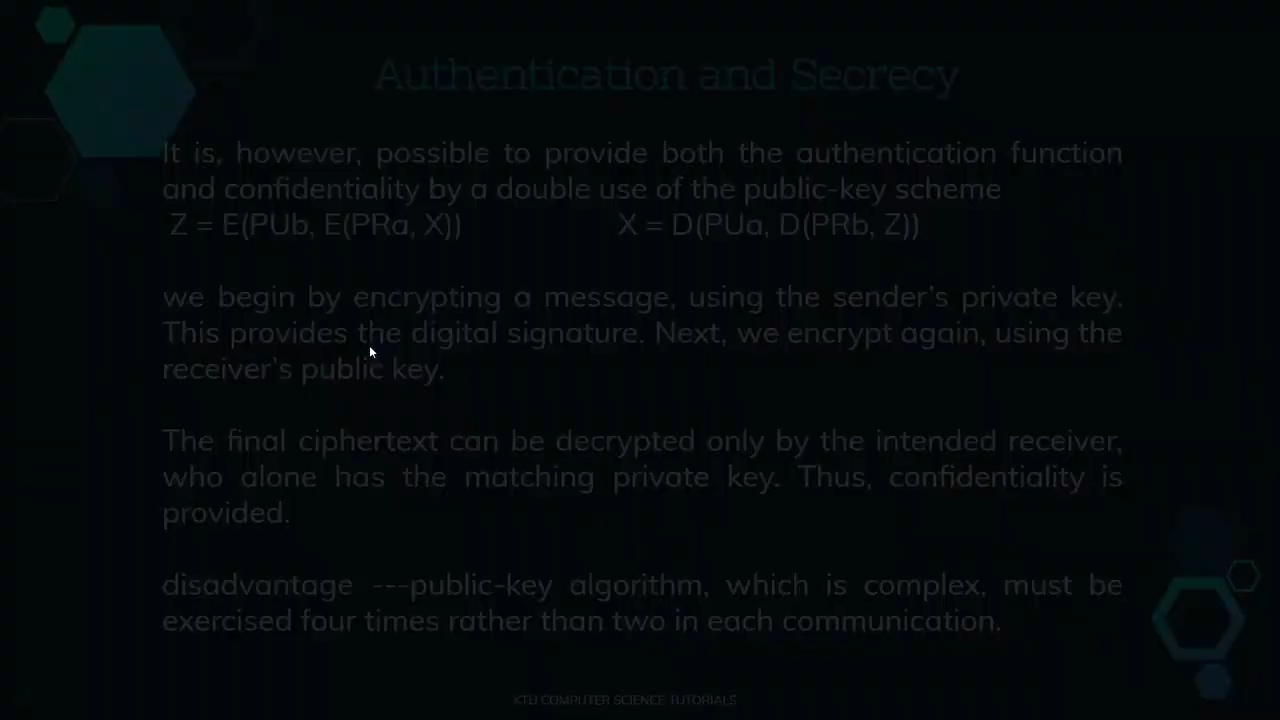 Authentication and Secrecy
It is, however, possible to provide both the authentication function
and confidentiality by a double use of the public-key scheme
Z = E(PUb, E(PRa, X)) X = D(PUa, D(PRb, Z))
we begin by encrypting a message, using the sender's private key.
This provides the digital signature. Next, we encrypt again, using the
receiver's public key.
The final ciphertext can be decrypted only by the intended receiver,
who alone has the matching private key. Thus, confidentiality is
provided.
disadvantage ---public-key algorithm, which is complex, must be
exercised four times rather than two in each communication.
KTU COMPUTER SCIENCE TUTORIALS